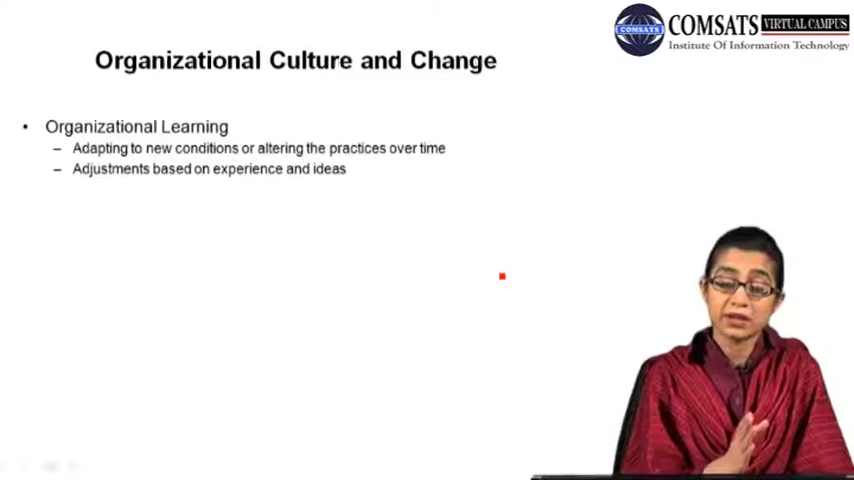 COMSATS VIRTUAL CAMPUS
COMSATS
Institute Of Information Technology
Organizational Culture and Change
• Organizational Learning
– Adapting to new conditions or altering the practices over time
– Adjustments based on experience and ideas